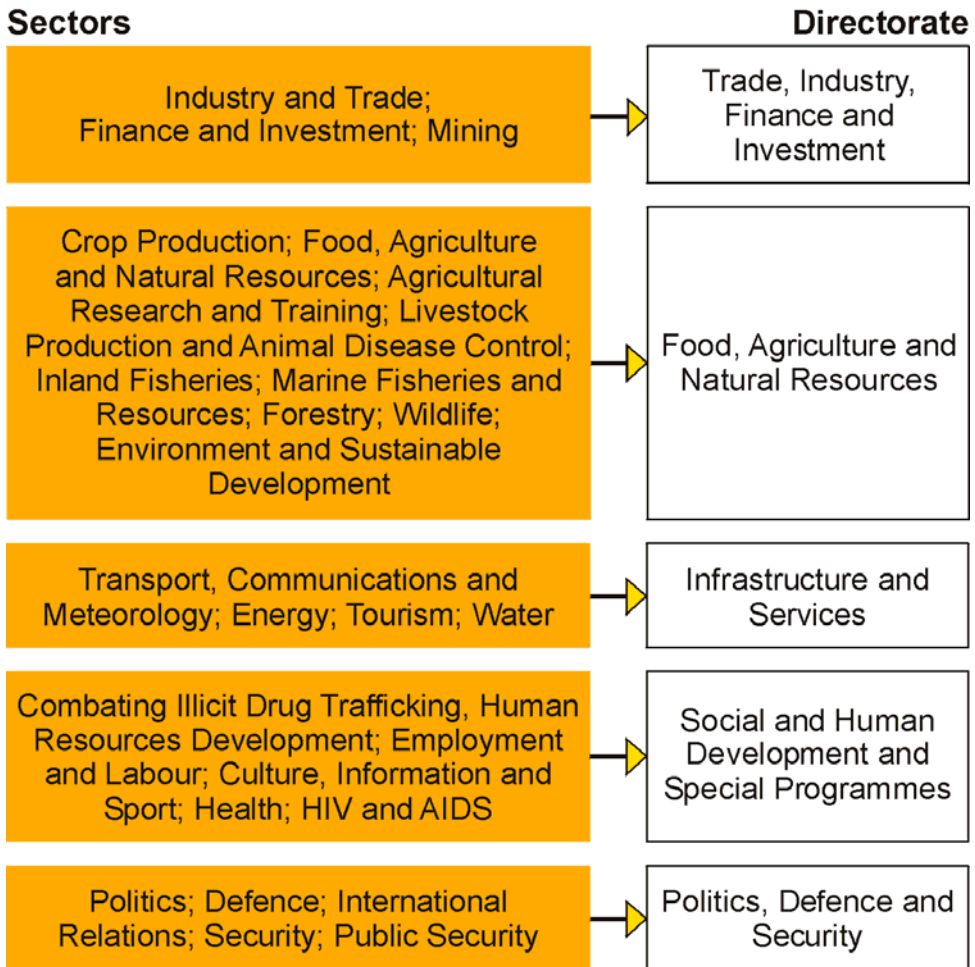 Sectors
Directorate
Industry and Trade;
Finance and Investment; Mining
Trade, Industry,
Finance and
Investment
Crop Production; Food, Agriculture
and Natural Resources; Agricultural
Research and Training; Livestock
Production and Animal Disease Control;
Inland Fisheries; Marine Fisheries and
Resources; Forestry; Wildlife;
Environment and Sustainable
Development
Food, Agriculture and
Natural Resources
Transport, Communications and
Meteorology; Energy; Tourism; Water
Infrastructure and
Services
Combating Illicit Drug Trafficking, Human
Resources Development; Employment
and Labour; Culture, Information and
Sport; Health; HIV and AIDS
Social and Human
Development and
Special Programmes
Politics; Defence; International
Relations; Security; Public Security
Politics, Defence and
Security